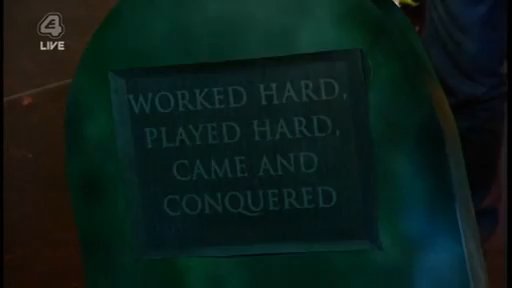 4
LIVE
WORKED HARD,
PLAYED HARD,
CAME AND
CONQUERED